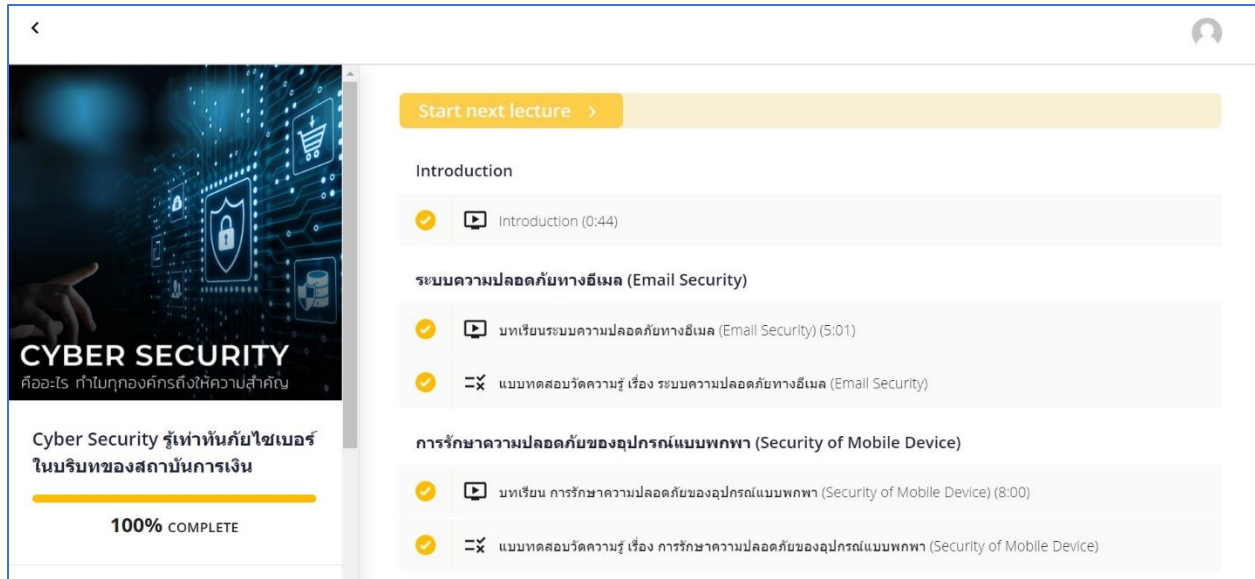 CYBER SECURITY
คืออะไร ทำไมทุกองค์กรถึงให้ความสำคัญ
Cyber Security รู้เท่าทันภัยไซเบอร์
ในบริบทของสถาบันการเงิน
100% COMPLETE
Start next lecture >
Introduction
Introduction (0:44)
ระบบความปลอดภัยทางอีเมล (Email Security)
บทเรียนระบบความปลอดภัยทางอีเมล (Email Security) (5:01)
แบบทดสอบวัดความรู้ เรื่อง ระบบความปลอดภัยทางอีเมล (Email Security)
การรักษาความปลอดภัยของอุปกรณ์แบบพกพา (Security of Mobile Device)
บทเรียน การรักษาความปลอดภัยของอุปกรณ์แบบพกพา (Security of Mobile Device) (8:00)
แบบทดสอบวัดความรู้ เรื่อง การรักษาความปลอดภัยของอุปกรณ์แบบพกพา (Security of Mobile Device)